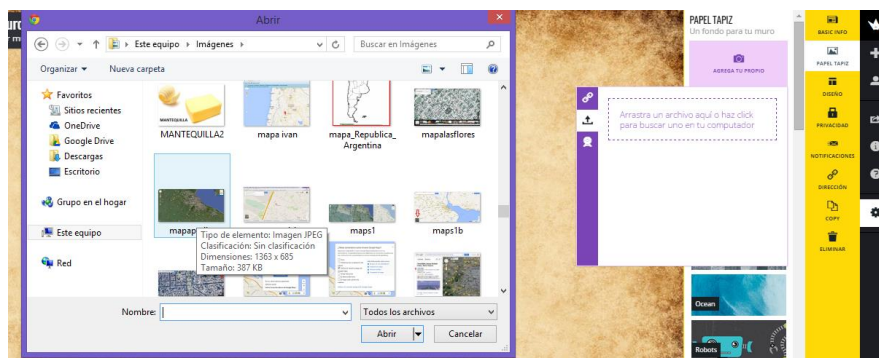 Abrir
Este equipo
Imágenes
Buscar en Imágenes
Organizar
Nueva carpeta
Favoritos
Sitios recientes
OneDrive
Google Drive
Descargas
Escritorio
Grupo en el hogar
Este equipo
Red
MANTEQUILLA
MANTEQUILLA2
mapa ivan
mapa_Republica_
Argentina
mapalasflores
maps1
maps1b
Tipo de elemento: Imagen JPEG
Clasificación: Sin clasificación
Dimensiones: 1363 x 685
Tamaño: 387 KB
Nombre:
Todos los archivos
Abrir
Cancelar
PAPEL TAPIZ
Un fondo para tu muro
AGREGA TU PROPIO
Arrastra un archivo aquí o haz click
para buscar uno en tu computador
Ocean
Robots
BASIC INFO
PAPEL TAPIZ
DISEÑO
PRIVACIDAD
NOTIFICACIONES
DIRECCIÓN
COPY
ELIMINAR